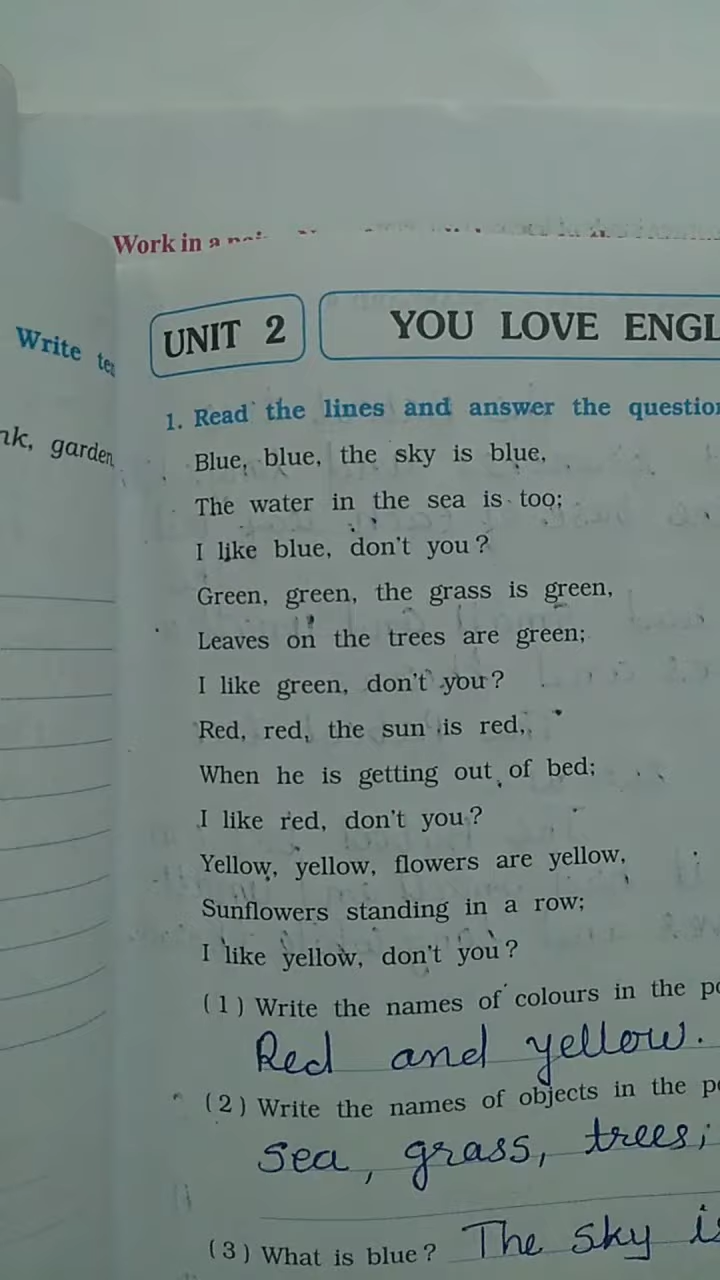 Work in a
Write
nk, garden,
UNIT 2
YOU LOVE ENGL
1. Read the lines and answer the question
Blue, blue, the sky is blue,
The water in the sea is too;
I like blue, don't you?
Green, green, the grass is green,
Leaves on the trees are green;
I like green, don't you?
Red, red, the sun is red,
When he is getting out of bed;
I like red, don't you?
Yellow, yellow, flowers are yellow,
Sunflowers standing in a row;
I like yellow, don't you?
(1) Write the names of colours in the po
Red and yellow.
(2) Write the names of objects in the po
Sea, grass, trees,
(3) What is blue? The sky is